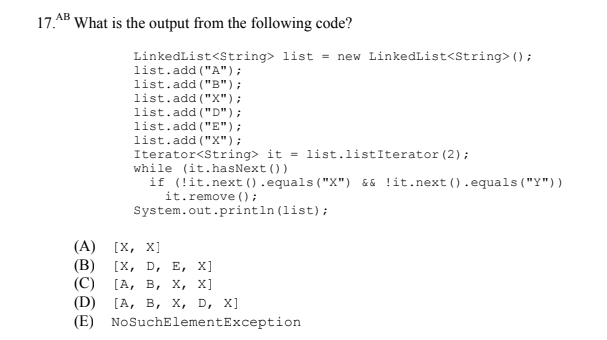 17.AB What is the output from the following code?
LinkedList<String> list = new LinkedList<String>();
list.add("A");
list.add("B");
list.add("X");
list.add("D");
list.add("E");
list.add("X");
Iterator<String> it = list.listIterator(2);
while (it.hasNext())
if (!it.next().equals("X") && !it.next().equals("Y"))
it.remove();
System.out.println(list);
(A) [X, X]
(B) [X, D, E, X]
(C) [A, B, X, X]
(D) [A, B, X, D, X]
(E) NoSuchElementException